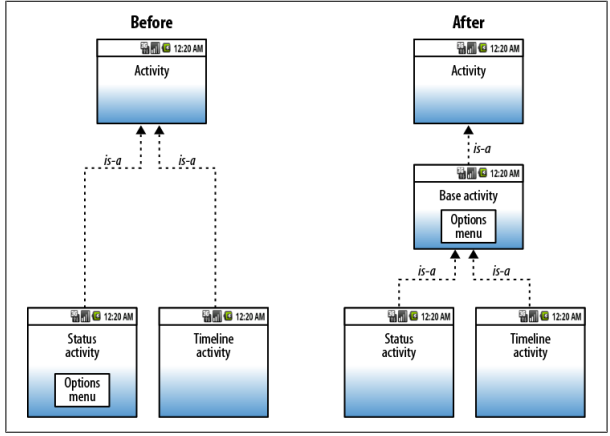 Before
After
12:20 AM
Activity
12:20 AM
Activity
is-a
is-a
is-a
12:20 AM
Base activity
Options
menu
is-a
is-a
12:20 AM
Status
activity
Options
menu
12:20 AM
Timeline
activity
12:20 AM
Status
activity
12:20 AM
Timeline
activity